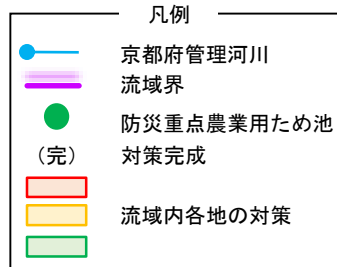 凡例
京都府管理河川
流域界
防災重点農業用ため池
（完） 対策完成
流域内各地の対策